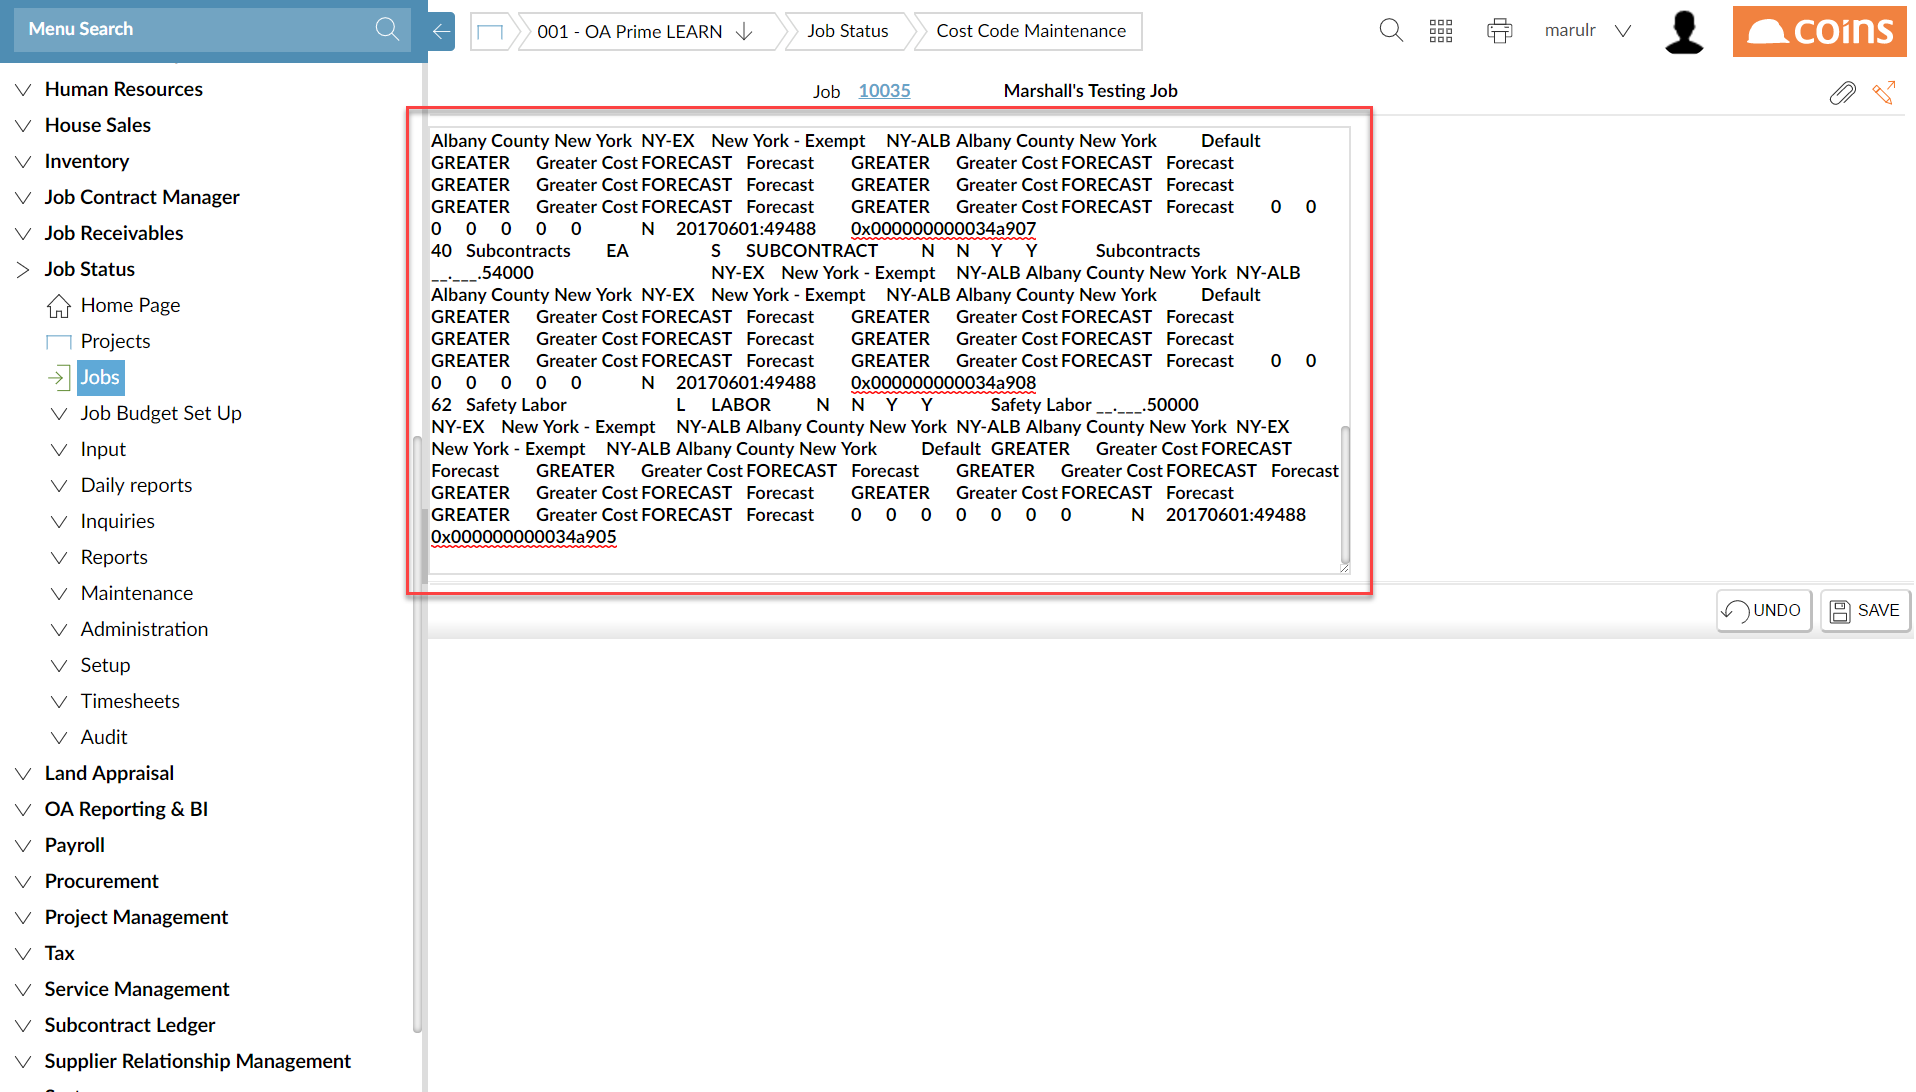 Menu Search
001 - OA Prime LEARN
Job Status
Cost Code Maintenance
marulr
coins
Job 10035 Marshall's Testing Job
Human Resources
House Sales
Inventory
Job Contract Manager
Job Receivables
Job Status
Home Page
Projects
Jobs
Job Budget Set Up
Input
Daily reports
Inquiries
Reports
Maintenance
Administration
Setup
Timesheets
Audit
Land Appraisal
OA Reporting & BI
Payroll
Procurement
Project Management
Tax
Service Management
Subcontract Ledger
Supplier Relationship Management
Albany County New York NY-EX New York - Exempt NY-ALB Albany County New York Default
GREATER Greater Cost FORECAST Forecast GREATER Greater Cost FORECAST Forecast
GREATER Greater Cost FORECAST Forecast GREATER Greater Cost FORECAST Forecast
GREATER Greater Cost FORECAST Forecast GREATER Greater Cost FORECAST Forecast 0 0
0 0 0 0 0 N 20170601:49488 0x000000000034a907
40 Subcontracts EA S SUBCONTRACT N N Y Y Subcontracts
__.___.54000 NY-EX New York - Exempt NY-ALB Albany County New York NY-ALB
Albany County New York NY-EX New York - Exempt NY-ALB Albany County New York Default
GREATER Greater Cost FORECAST Forecast GREATER Greater Cost FORECAST Forecast
GREATER Greater Cost FORECAST Forecast GREATER Greater Cost FORECAST Forecast
GREATER Greater Cost FORECAST Forecast GREATER Greater Cost FORECAST Forecast 0 0
0 0 0 0 0 N 20170601:49488 0x000000000034a908
62 Safety Labor L LABOR N N Y Y Safety Labor __.___.50000
NY-EX New York - Exempt NY-ALB Albany County New York NY-ALB Albany County New York NY-EX
New York - Exempt NY-ALB Albany County New York Default GREATER Greater Cost FORECAST
Forecast GREATER Greater Cost FORECAST Forecast GREATER Greater Cost FORECAST Forecast
GREATER Greater Cost FORECAST Forecast GREATER Greater Cost FORECAST Forecast
GREATER Greater Cost FORECAST Forecast 0 0 0 0 0 0 0 N 20170601:49488
0x000000000034a905
UNDO
SAVE